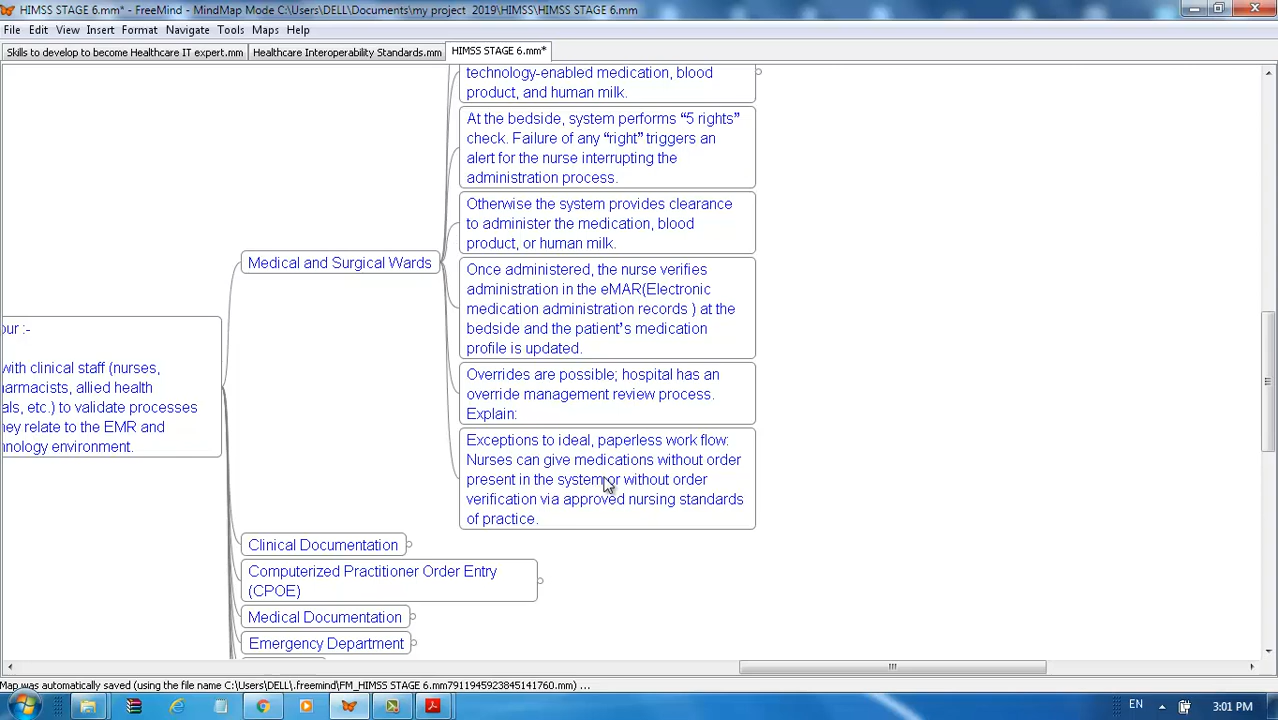 HIMSS STAGE 6.mm* - FreeMind - MindMap Mode C:\Users\DELL\Documents\my project  2019\HIMSS\HIMSS STAGE 6.mm
File Edit View Insert Format Navigate Tools Maps Help
Skills to develop to become Healthcare IT expert.mm Healthcare Interoperability Standards.mm HIMSS STAGE 6.mm*
technology-enabled medication, blood
product, and human milk.
At the bedside, system performs “5 rights”
check. Failure of any “right” triggers an
alert for the nurse interrupting the
administration process.
Otherwise the system provides clearance
to administer the medication, blood
product, or human milk.
Medical and Surgical Wards
Once administered, the nurse verifies
administration in the eMAR(Electronic
medication administration records ) at the
bedside and the patient’s medication
profile is updated.
our :-
with clinical staff (nurses,
armacists, allied health
als, etc.) to validate processes
hey relate to the EMR and
hnology environment.
Overrides are possible; hospital has an
override management review process.
Explain:
Exceptions to ideal, paperless work flow:
Nurses can give medications without order
present in the system or without order
verification via approved nursing standards
of practice.
Clinical Documentation
Computerized Practitioner Order Entry
(CPOE)
Medical Documentation
Emergency Department
Map was automatically saved (using the file name C:\Users\DELL\.freemind\FM_HIMSS STAGE 6.mm7911945923845141760.mm) ...
EN 3:01 PM